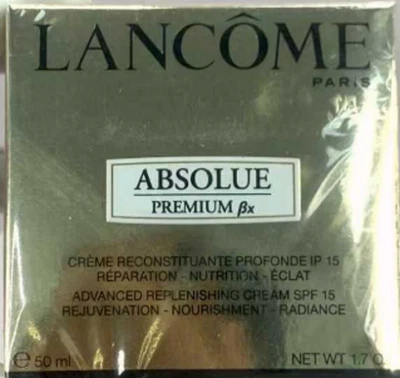 LANCÔME
PARIS
ABSOLUE
PREMIUM βx
CRÈME RECONSTITUANTE PROFONDE IP 15
RÉPARATION - NUTRITION - ÉCLAT
ADVANCED REPLENISHING CREAM SPF 15
REJUVENATION - NOURISHMENT - RADIANCE
e 50 ml
NET WT 1.7 O